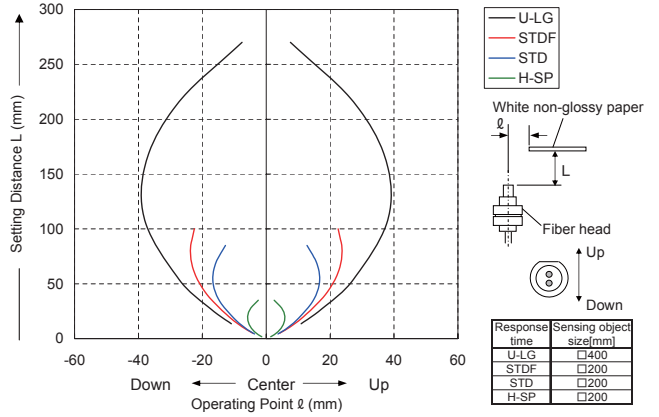 300
250
200
150
100
50
0
Setting Distance L (mm)
-60 -40 -20 0 20 40 60
Down Center Up
Operating Point ℓ (mm)
U-LG
STDF
STD
H-SP
White non-glossy paper
ℓ
L
Fiber head
Up
Down
Response time Sensing object size[mm]
U-LG □400
STDF □200
STD □200
H-SP □200